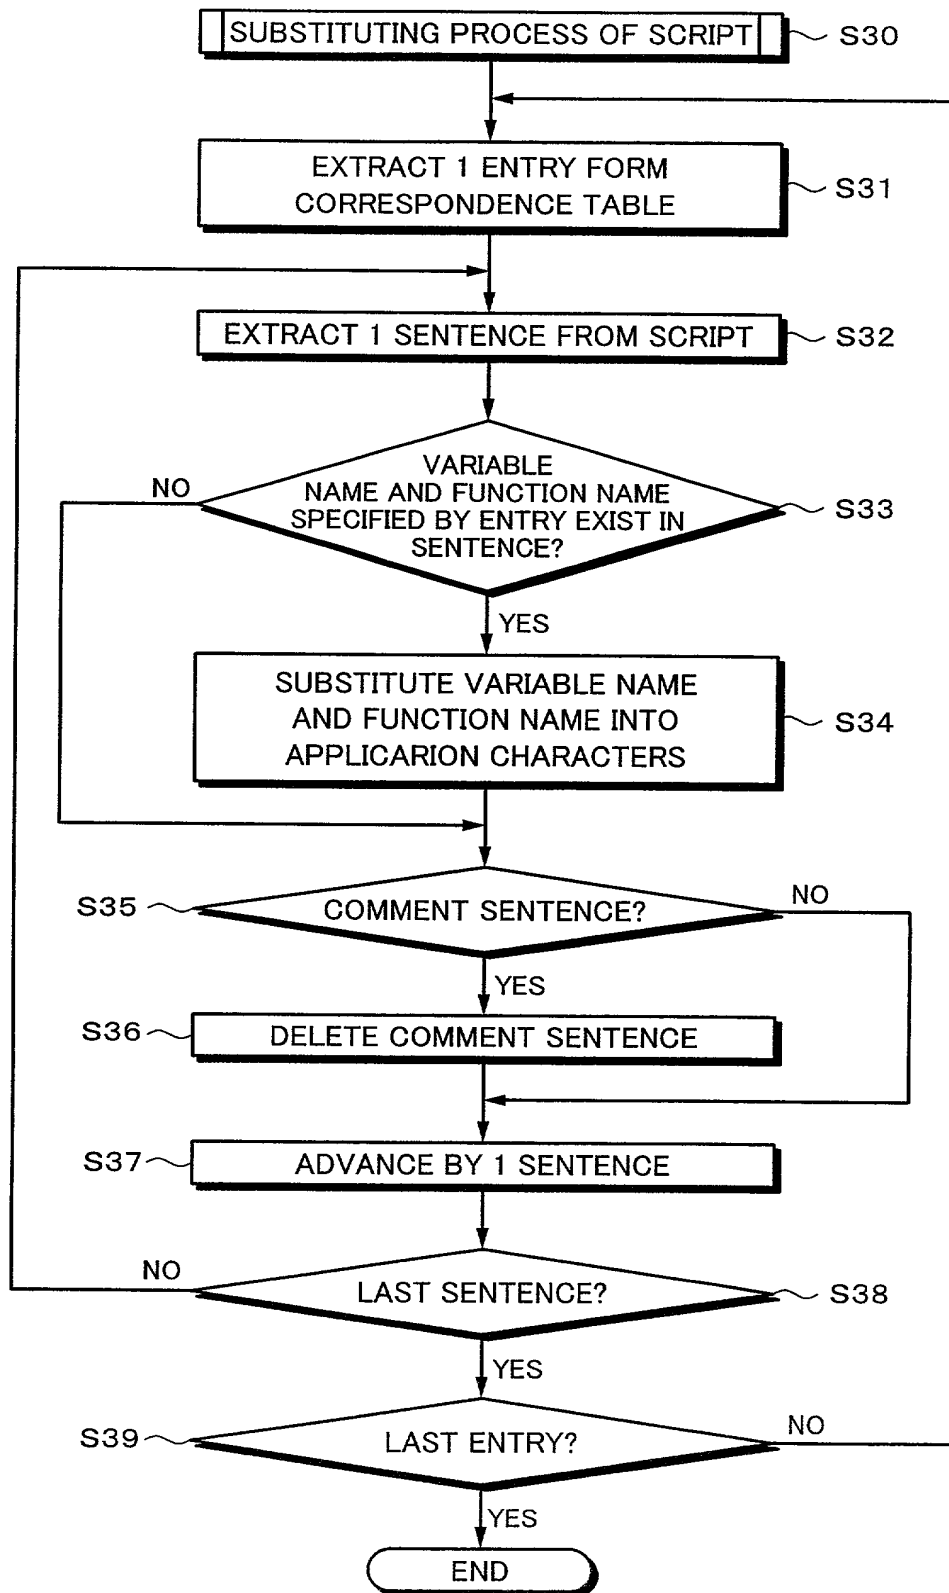 SUBSTITUTING PROCESS OF SCRIPT S30
EXTRACT 1 ENTRY FORM
CORRESPONDENCE TABLE
S31
EXTRACT 1 SENTENCE FROM SCRIPT S32
VARIABLE
NAME AND FUNCTION NAME
SPECIFIED BY ENTRY EXIST IN
SENTENCE?
S33
NO
YES
SUBSTITUTE VARIABLE NAME
AND FUNCTION NAME INTO
APPLICARION CHARACTERS
S34
S35 COMMENT SENTENCE? NO
YES
S36 DELETE COMMENT SENTENCE
S37 ADVANCE BY 1 SENTENCE
NO LAST SENTENCE? S38
YES
S39 LAST ENTRY? NO
YES
END